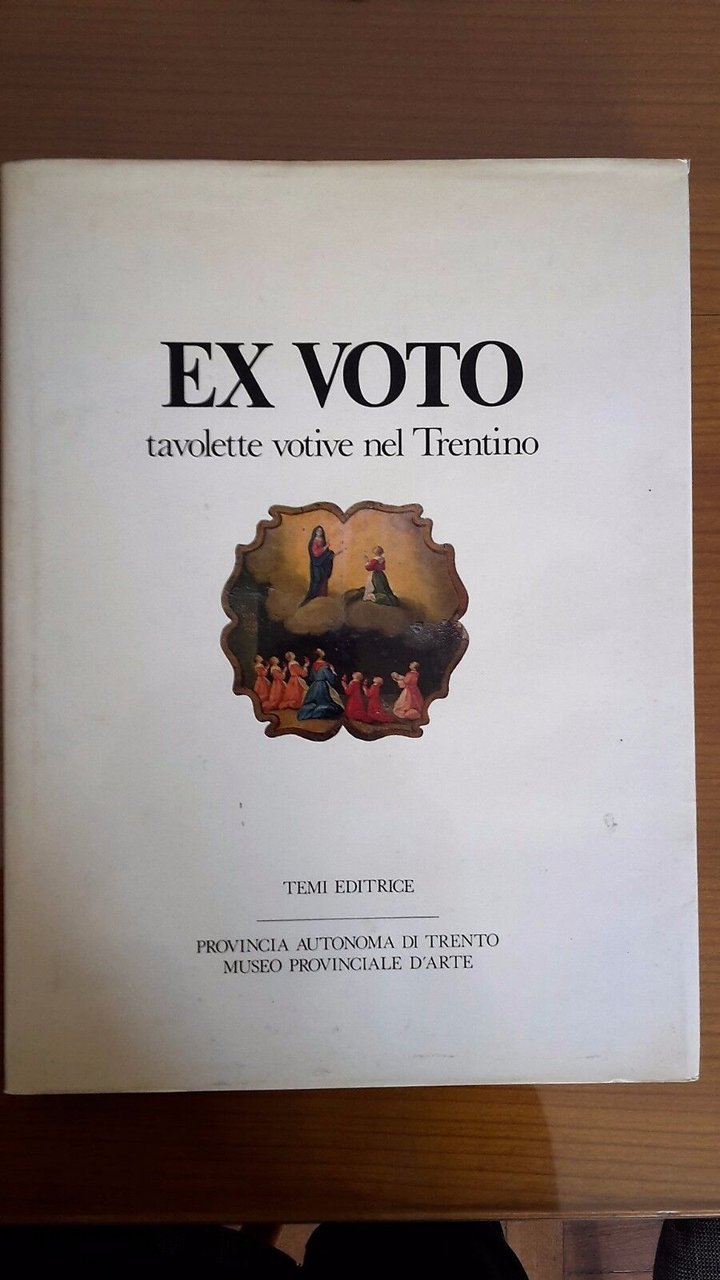 EX VOTO
tavolette votive nel Trentino
TEMI EDITRICE
PROVINCIA AUTONOMA DI TRENTO
MUSEO PROVINCIALE D'ARTE